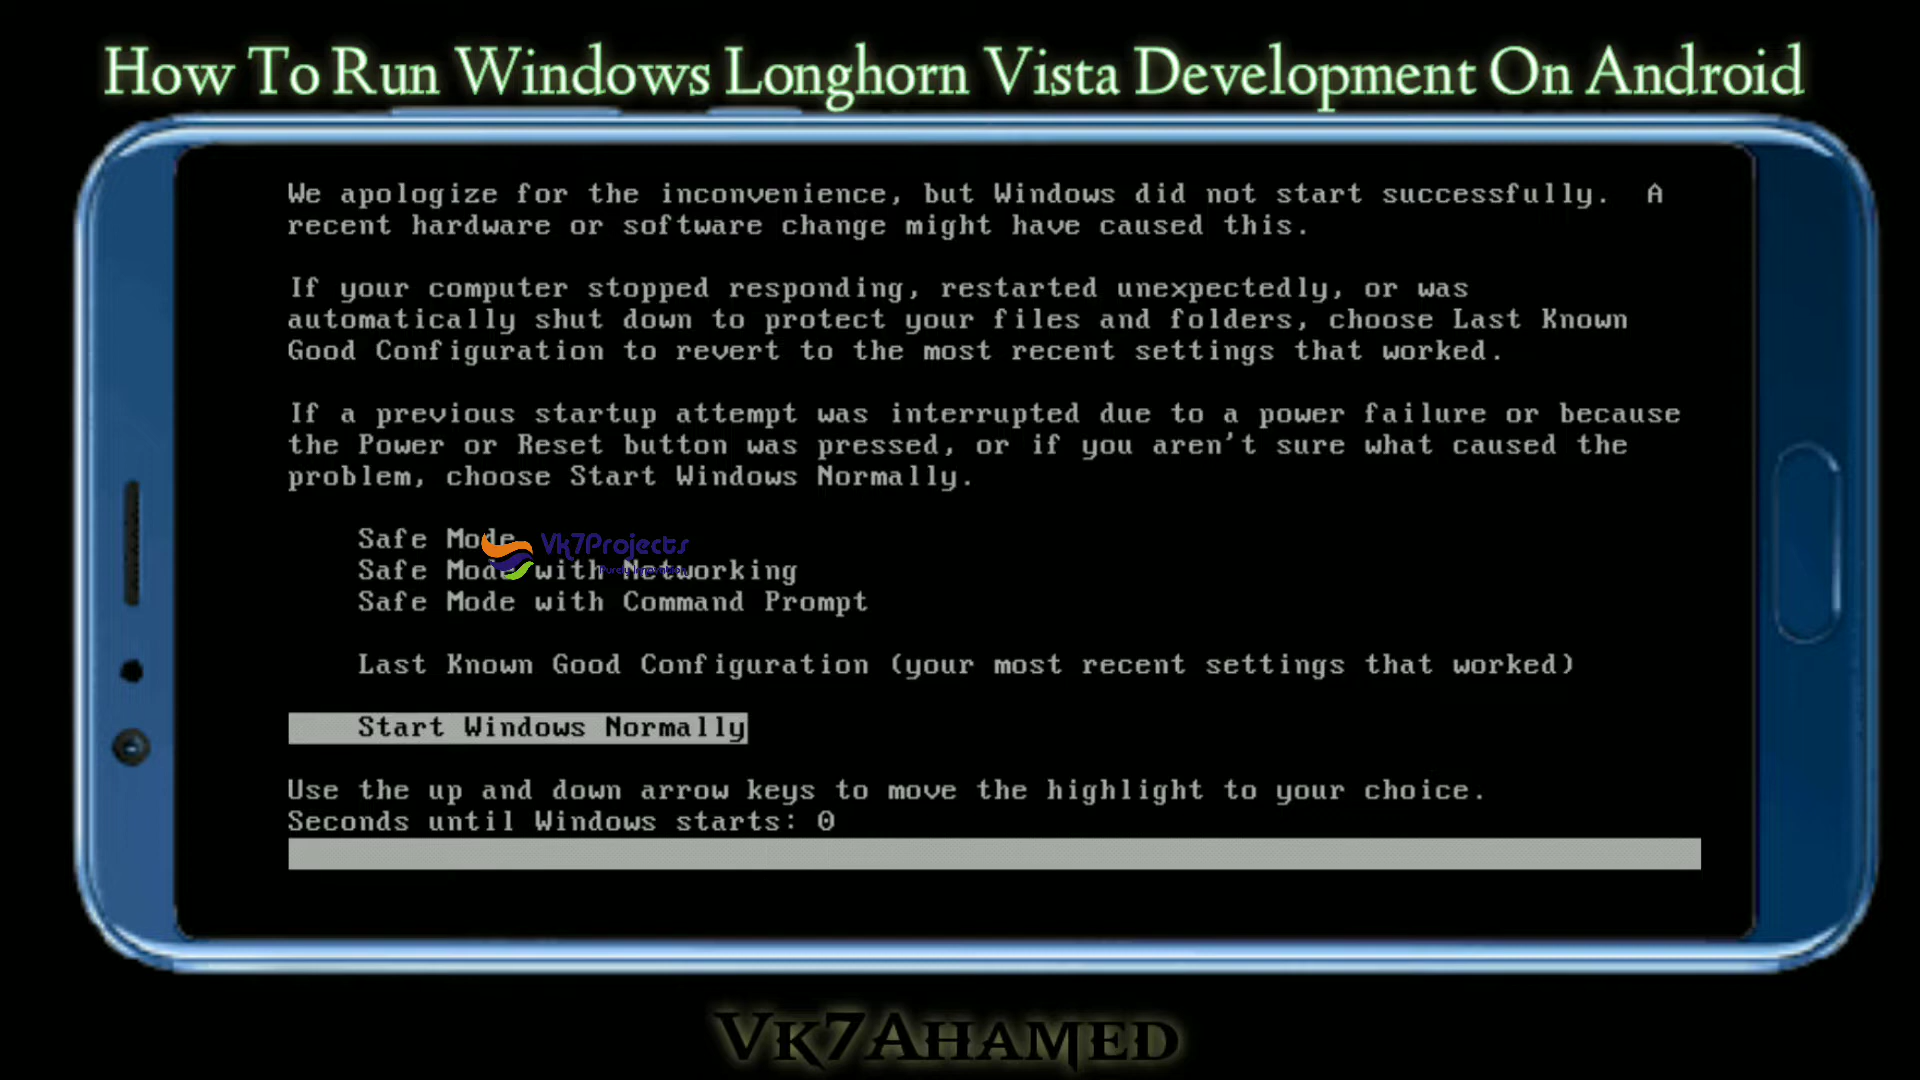 How To Run Windows Longhorn Vista Development On Android
We apologize for the inconvenience, but Windows did not start successfully.  A
recent hardware or software change might have caused this.
If your computer stopped responding, restarted unexpectedly, or was
automatically shut down to protect your files and folders, choose Last Known
Good Configuration to revert to the most recent settings that worked.
If a previous startup attempt was interrupted due to a power failure or because
the Power or Reset button was pressed, or if you aren't sure what caused the
problem, choose Start Windows Normally.
Safe Mode
Vk7Projects
Safe Mode with Networking
Safe Mode with Command Prompt
Last Known Good Configuration (your most recent settings that worked)
Start Windows Normally
Use the up and down arrow keys to move the highlight to your choice.
Seconds until Windows starts: 0
Vk7Ahamed